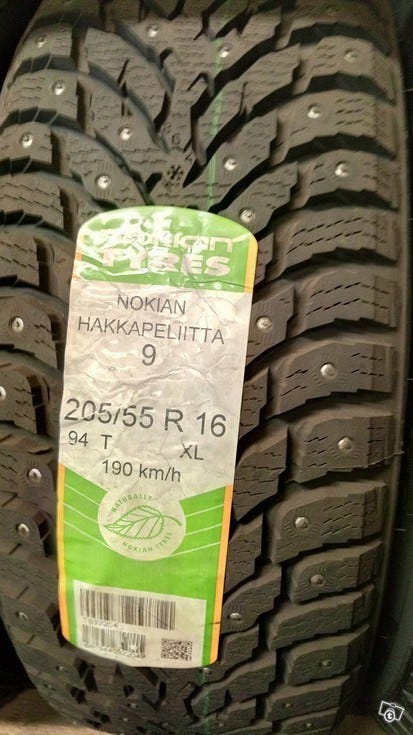 NOKIAN
TYRES
NOKIAN
HAKKAPELIITTA
9
205/55 R 16
94 T XL
190 km/h
NATURALLY
NOKIAN TYRES